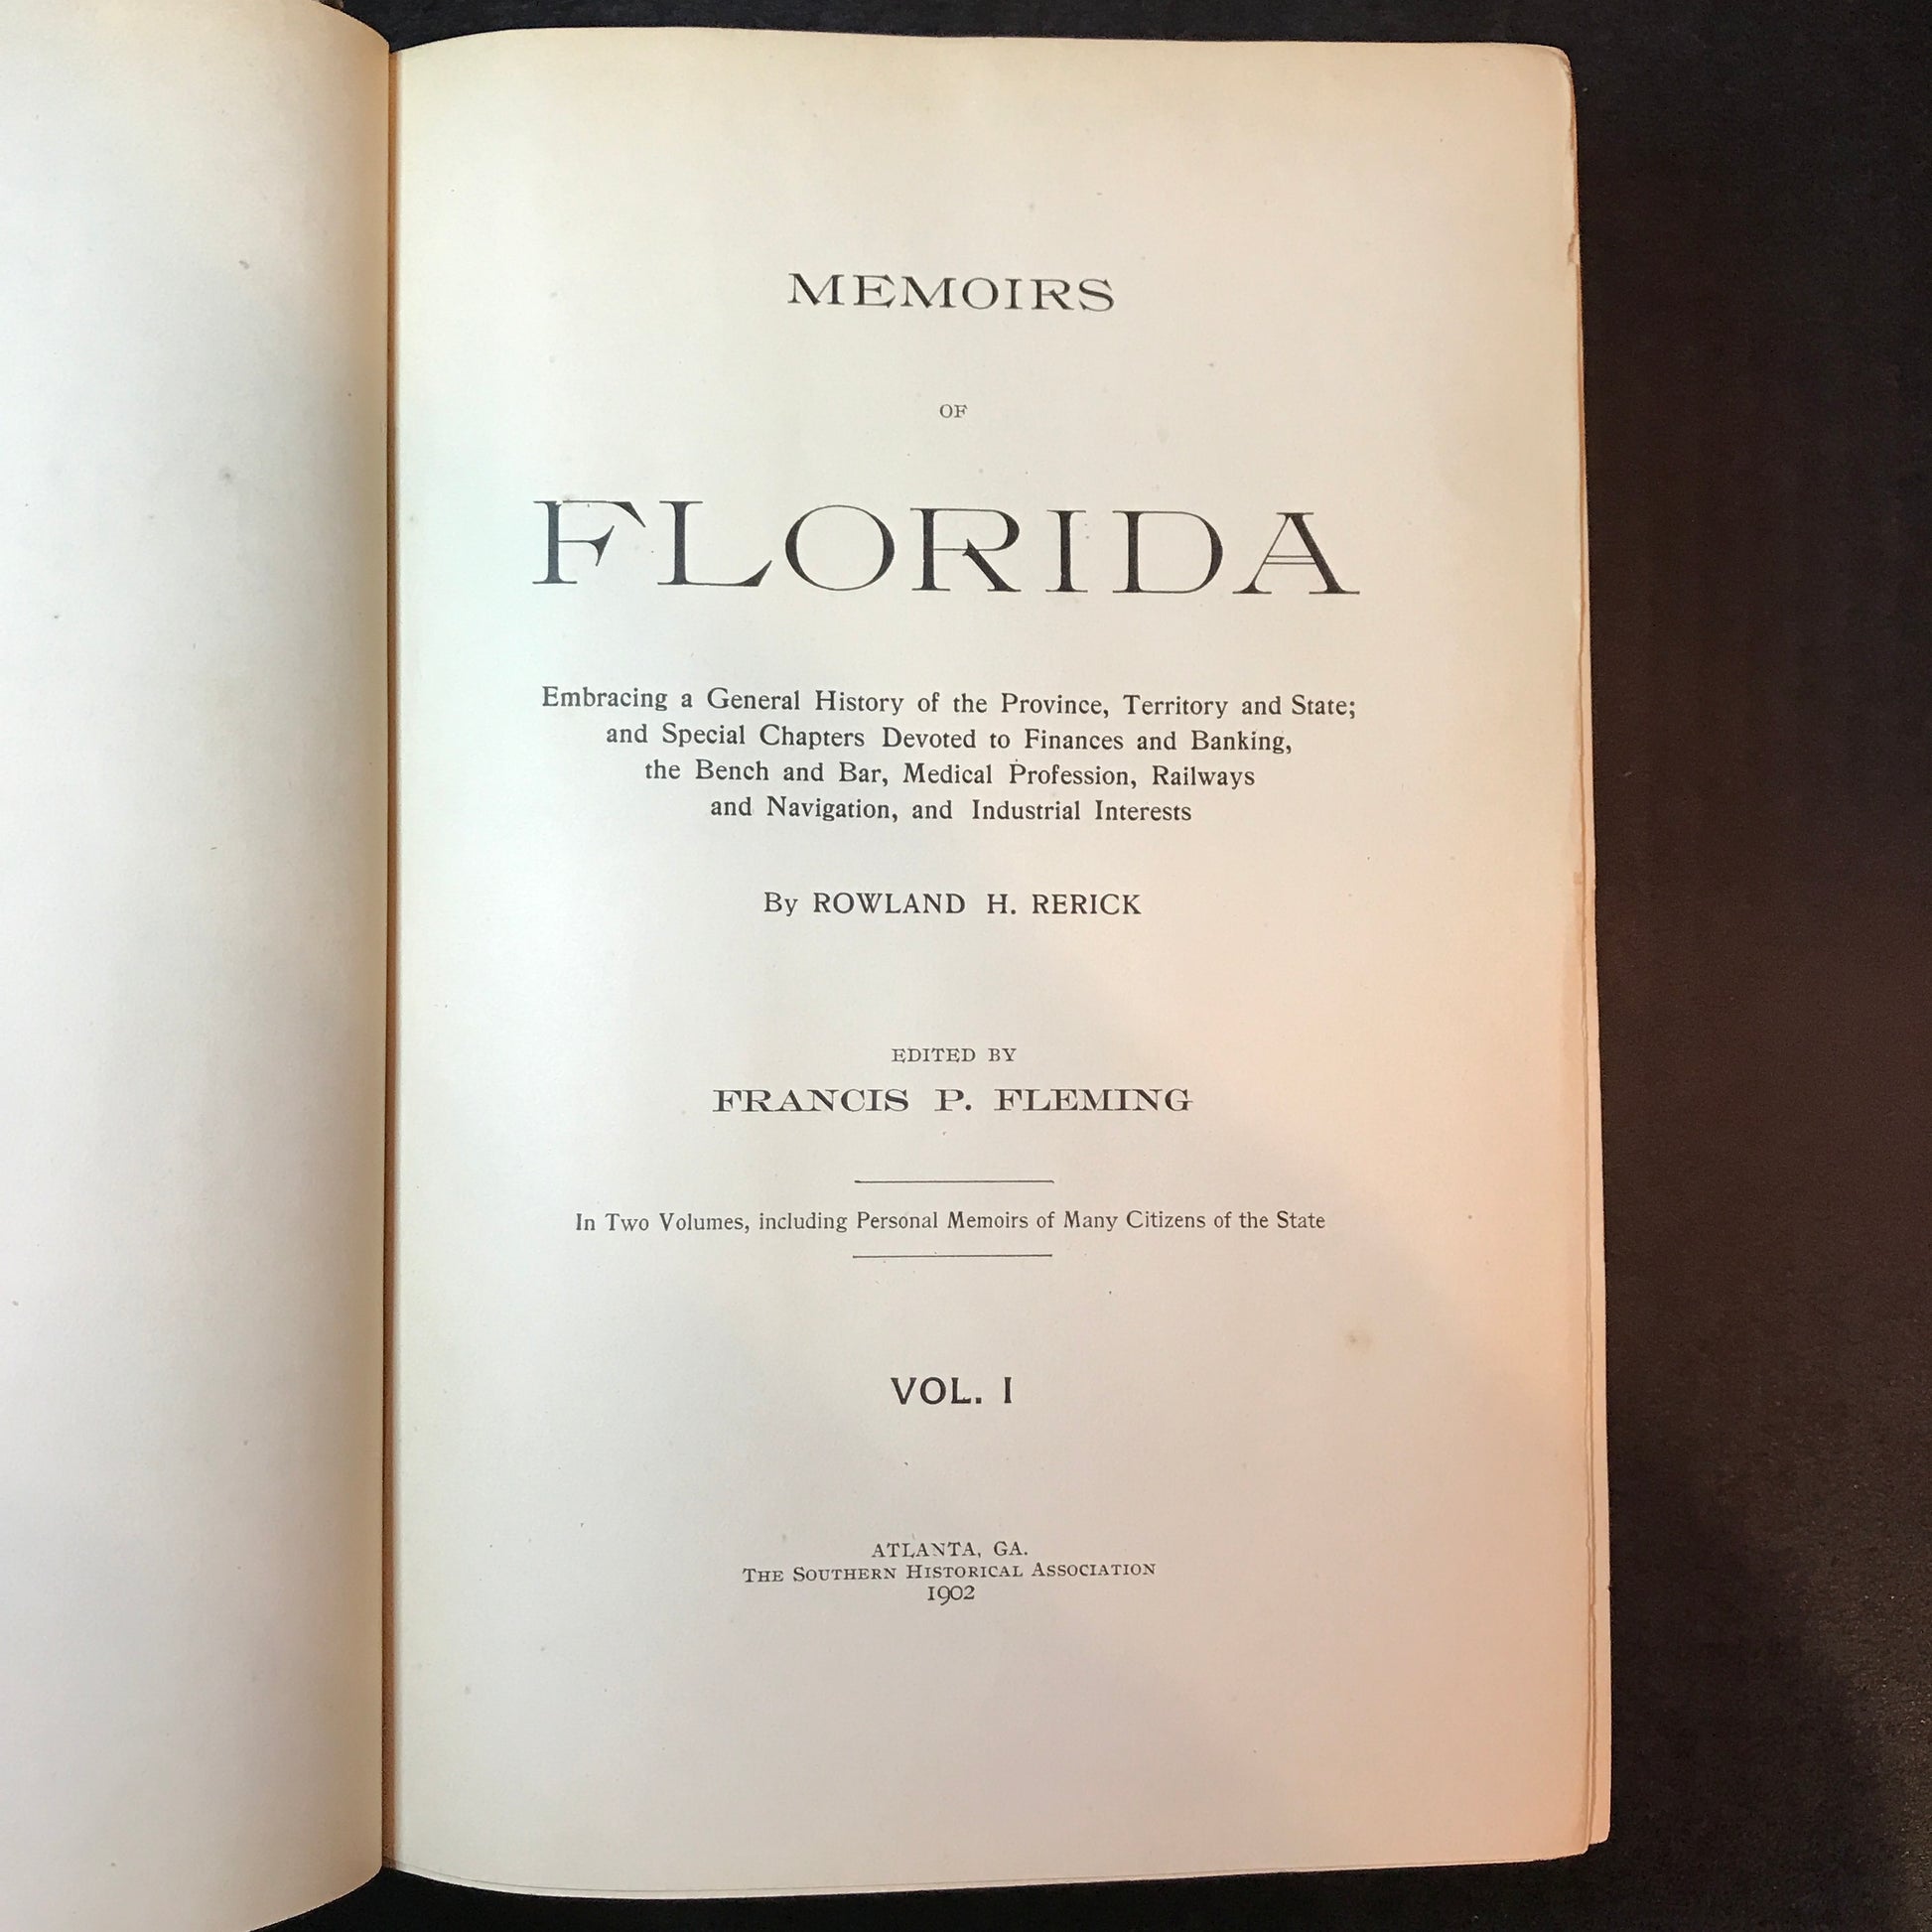 MEMOIRS
OF
FLORIDA
Embracing a General History of the Province, Territory and State;
and Special Chapters Devoted to Finances and Banking,
the Bench and Bar, Medical Profession, Railways
and Navigation, and Industrial Interests
By ROWLAND H. RERICK
EDITED BY
FRANCIS P. FLEMING
In Two Volumes, including Personal Memoirs of Many Citizens of the State
VOL. I
ATLANTA, GA.
THE SOUTHERN HISTORICAL ASSOCIATION
1902